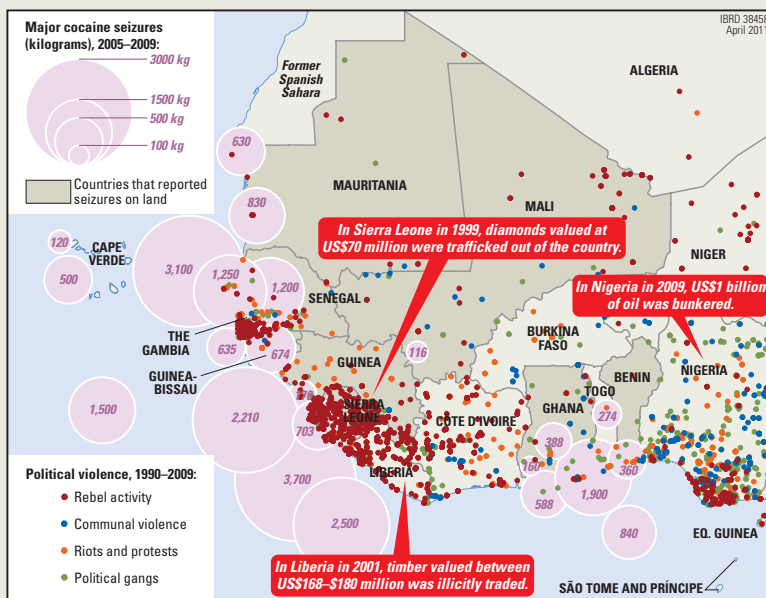 Major cocaine seizures
(kilograms), 2005–2009:
3000 kg
1500 kg
500 kg
100 kg
Countries that reported
seizures on land
IBRD 38458
April 2011
Former
Spanish
Sahara
ALGERIA
630
MAURITANIA
MALI
830
In Sierra Leone in 1999, diamonds valued at
US$70 million were trafficked out of the country.
120
CAPE
VERDE
500
3,100
1,250
1,200
SENEGAL
NIGER
In Nigeria in 2009, US$1 billion
of oil was bunkered.
THE
GAMBIA
635
674
GUINEA-
BISSAU
GUINEA
116
BURKINA
FASO
BENIN
NIGERIA
TOGO
GHANA
274
1,500
2,210
SIERRA
LEONE
703
CÔTE D'IVOIRE
388
160
360
LIBERIA
588
1,900
3,700
2,500
840
EQ. GUINEA
Political violence, 1990–2009:
Rebel activity
Communal violence
Riots and protests
Political gangs
In Liberia in 2001, timber valued between
US$168–$180 million was illicitly traded.
SÃO TOME AND PRÍNCIPE